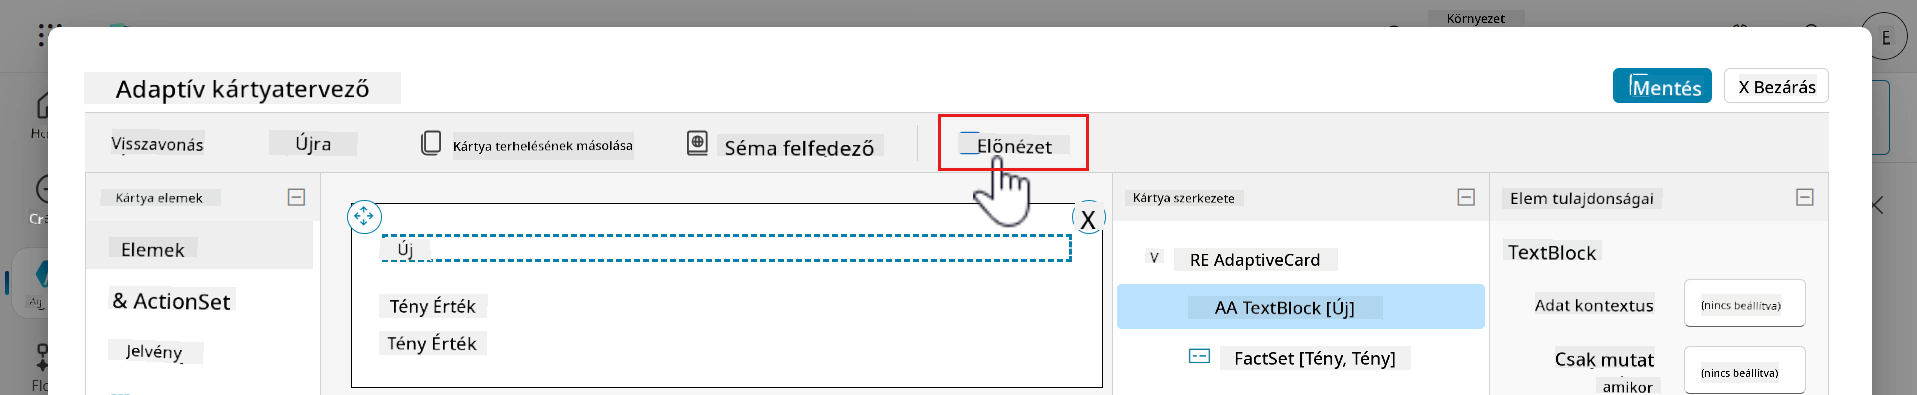 Környezet
E
Adaptív kártyatervező
Mentés
X Bezárás
Visszavonás
Újra
Kártya terhelésének másolása
Séma felfedező
Előnézet
Kártya elemek
Kártya szerkezete
Elem tulajdonságai
Elemek
Új
X
TextBlock
V
RE AdaptiveCard
& ActionSet
Tény Érték
AA TextBlock [Új]
Adat kontextus
(nincs beállítva)
Jelvény
Tény Érték
FactSet [Tény, Tény]
Csak mutat
amikor
(nincs beállítva)